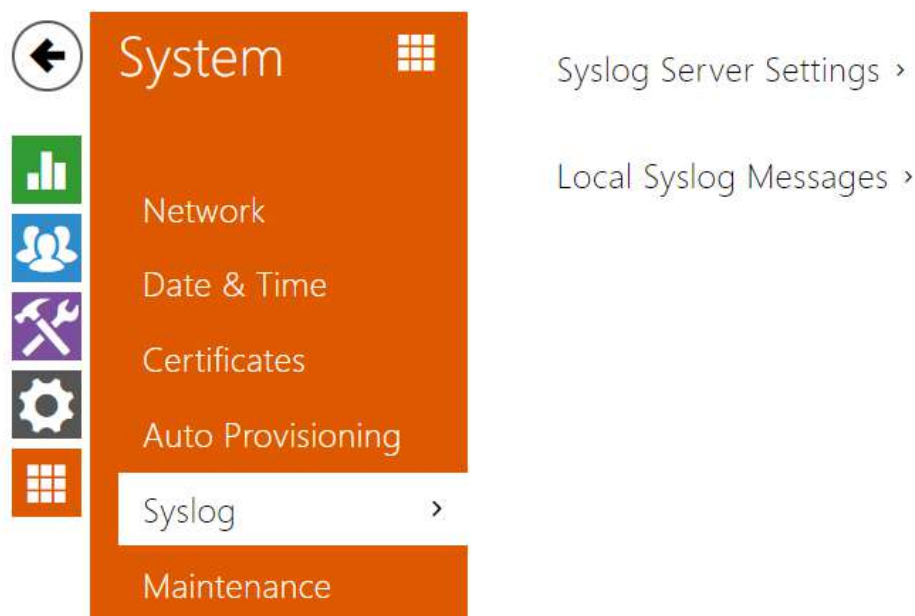 System
Network
Date & Time
Certificates
Auto Provisioning
Syslog
Maintenance
Syslog Server Settings
Local Syslog Messages